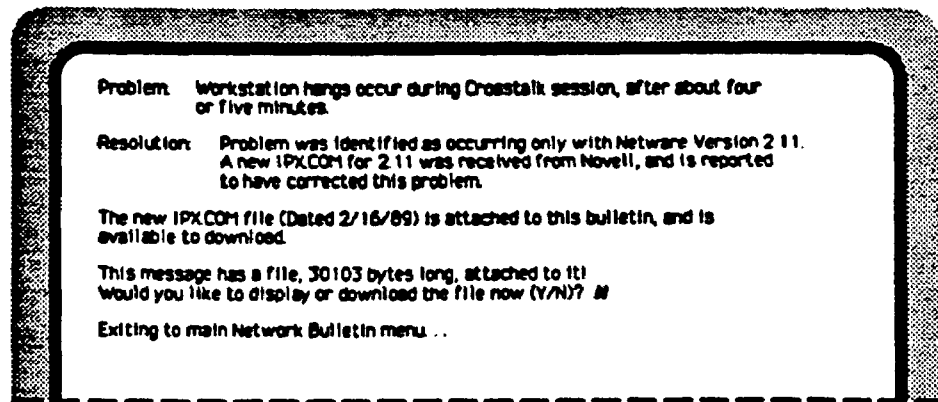 Problem: Workstation hangs occur during Crosstalk session, after about four
or five minutes.
Resolution: Problem was identified as occurring only with Netware Version 2.11.
A new IPX.COM for 2.11 was received from Novell, and is reported
to have corrected this problem.
The new IPX.COM file (Dated 2/16/89) is attached to this bulletin, and is
available to download.
This message has a file, 30103 bytes long, attached to it!
Would you like to display or download the file now (Y/N)? N
Exiting to main Network Bulletin menu...